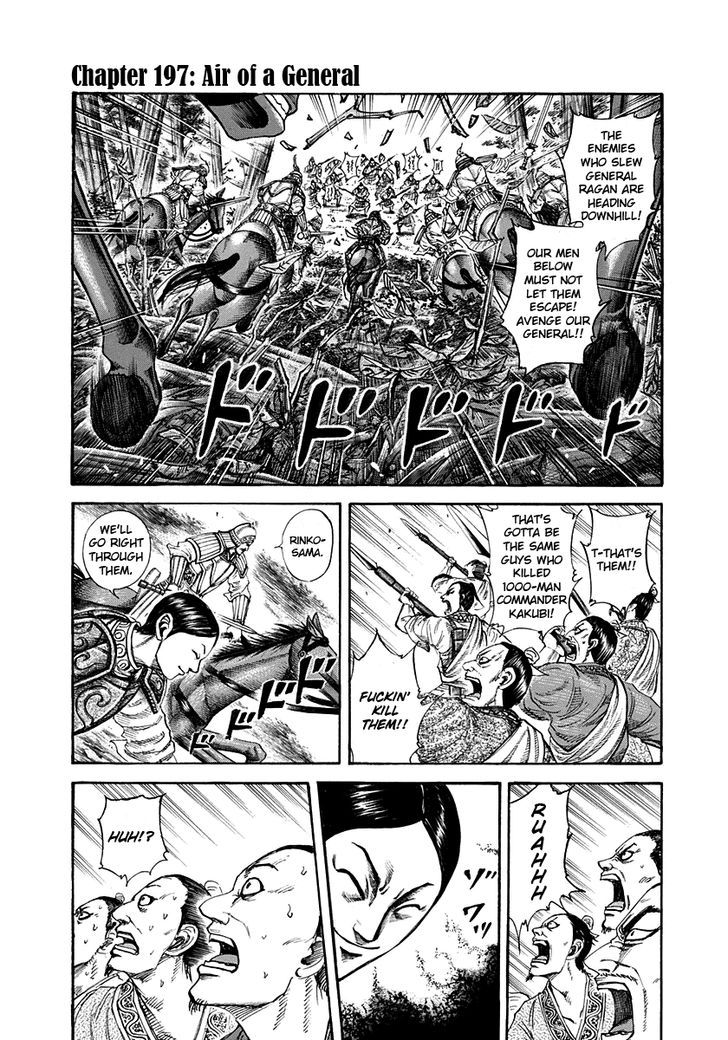 Chapter 197: Air of a General
THE
ENEMIES
WHO SLEW
GENERAL
RAGAN ARE
HEADING
DOWNHILL!
OUR MEN
BELOW
MUST NOT
LET THEM
ESCAPE!
AVENGE OUR
GENERAL!!
ドドドドド
T-THAT'S
THEM!!
THAT'S
GOTTA
BE THE
SAME
GUYS WHO
KILLED
1000-MAN
COMMANDER
KAKUBI!
FUCKIN'
KILL
THEM!!
RINKO-
SAMA.
WE'LL
GO RIGHT
THROUGH
THEM.
ドドドド
RUAHHH
ゾク
HUH!?